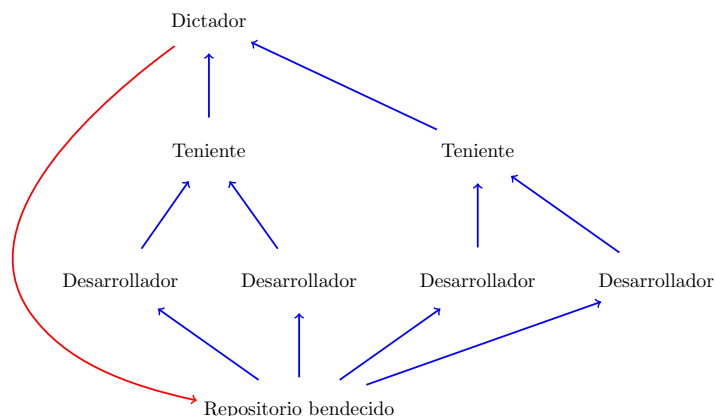 Dictador
Teniente
Teniente
Desarrollador
Desarrollador
Desarrollador
Desarrollador
Repositorio bendecido